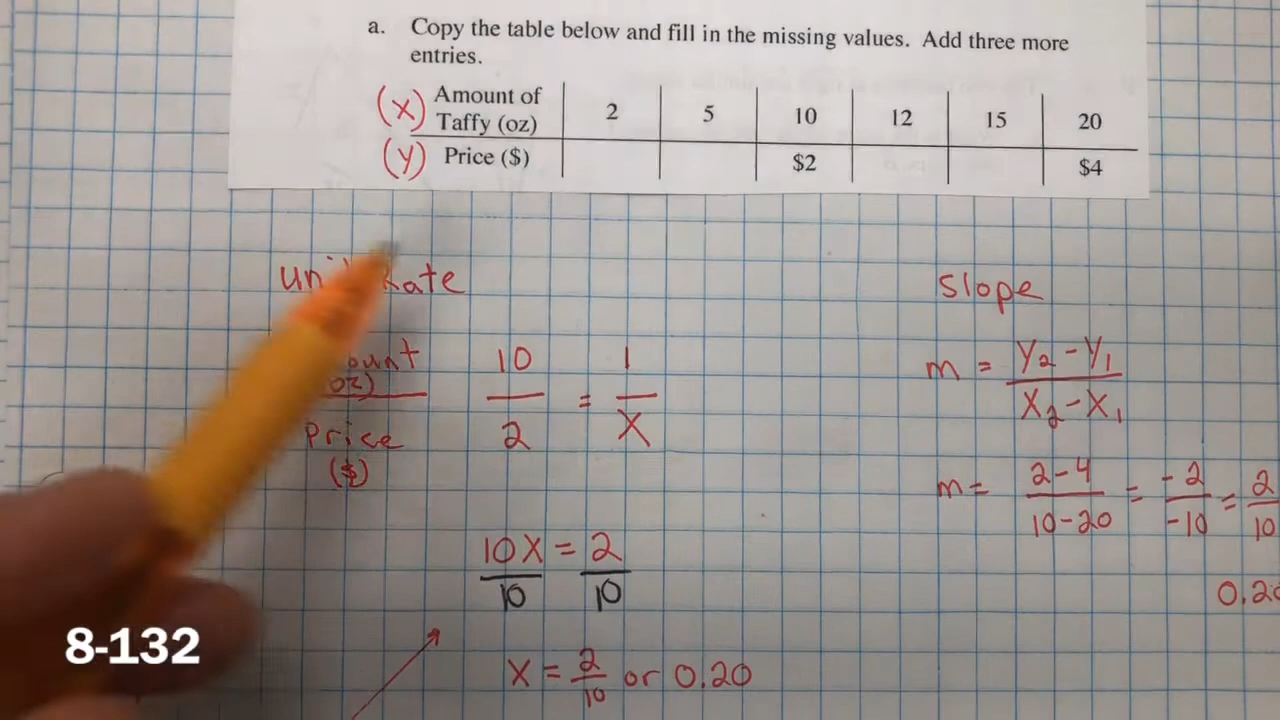 a. Copy the table below and fill in the missing values. Add three more
entries.
(X) Amount of
Taffy (oz) 2 5 10 12 15 20
(Y) Price ($) $2 $4
Rate
slope
10 / 2 = 1 / X
Price
($)
m = Y2 - Y1 / X2 - X1
m = 2-4 / 10-20 = -2 / -10 = 2 / 10
10X = 2
10 10
X = 2/10 or 0.20
8-132